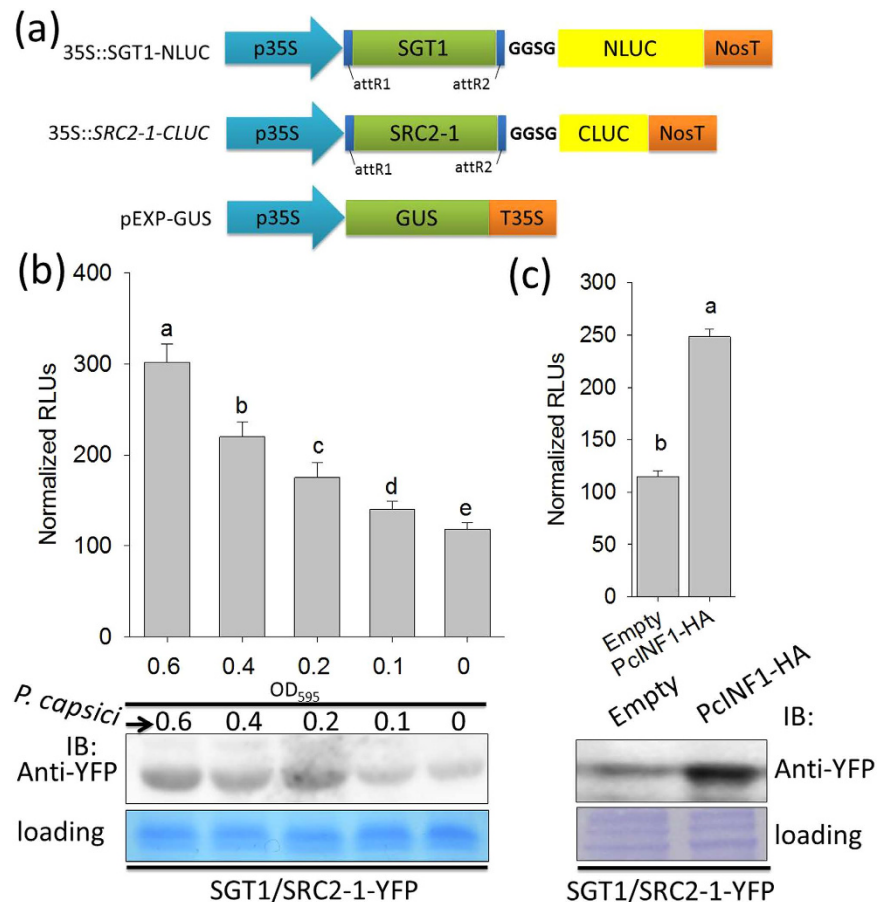 (a)
35S::SGT1-NLUC p35S SGT1 GGSG NLUC NosT
attR1 attR2
35S::SRC2-1-CLUC p35S SRC2-1 GGSG CLUC NosT
attR1 attR2
pEXP-GUS p35S GUS T35S
(b)
Normalized RLUs
400
300
200
100
0
a
b
c
d
e
0.6 0.4 0.2 0.1 0
OD595
P. capsici
0.6 0.4 0.2 0.1 0
IB:
Anti-YFP
loading
SGT1/SRC2-1-YFP
(c)
Normalized RLUs
300
250
200
150
100
50
0
b
a
Empty
PcINF1-HA
Empty PcINF1-HA
IB:
Anti-YFP
loading
SGT1/SRC2-1-YFP